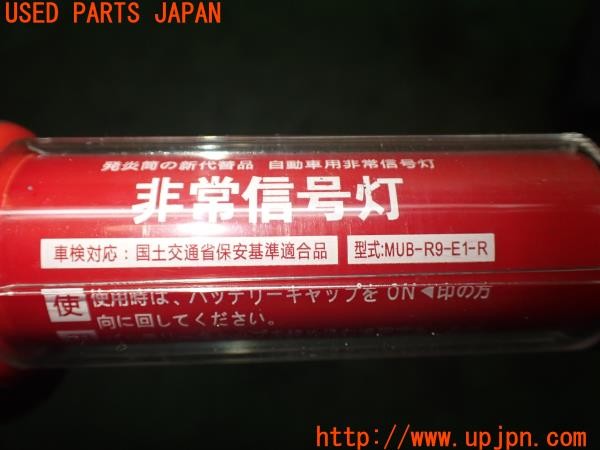 USED PARTS JAPAN
発炎筒の新代替品 自動車用非常信号灯
非常信号灯
車検対応：国土交通省保安基準適合品 型式:MUB-R9-E1-R
使 使用時は、バッテリーキャップを ON◀印の方
向に回してください。
http://www.upjpn.com/